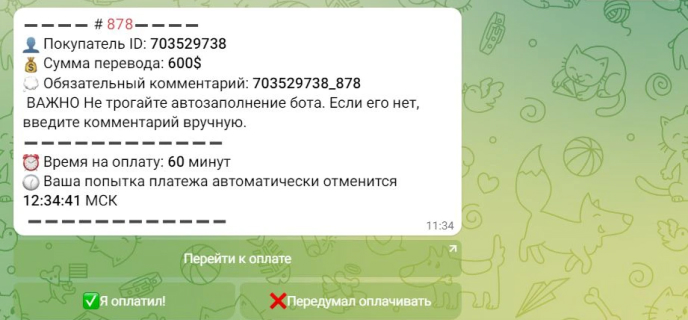 — — — — # 878— — — —
👤 Покупатель ID: 703529738
💰 Сумма перевода: 600$
💭 Обязательный комментарий: 703529738_878
ВАЖНО Не трогайте автозаполнение бота. Если его нет,
введите комментарий вручную.
— — — — — — — — — — — —
⏰ Время на оплату: 60 минут
🕜 Ваша попытка платежа автоматически отменится
12:34:41 МСК
— — — — — — — — — — — —
11:34
Перейти к оплате
✅Я оплатил!
❌Передумал оплачивать